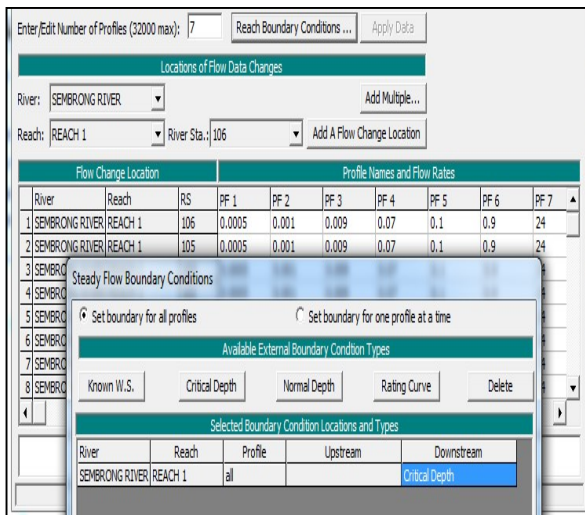 Enter/Edit Number of Profiles (32000 max): 7 Reach Boundary Conditions ... Apply Data
Locations of Flow Data Changes
River: SEMBRONG RIVER Add Multiple...
Reach: REACH 1 River Sta.: 106 Add A Flow Change Location
Flow Change Location Profile Names and Flow Rates
River Reach RS PF 1 PF 2 PF 3 PF 4 PF 5 PF 6 PF 7
1 SEMBRONG RIVER REACH 1 106 0.0005 0.001 0.009 0.07 0.1 0.9 24
2 SEMBRONG RIVER REACH 1 105 0.0005 0.001 0.009 0.07 0.1 0.9 24
3 SEMBRO
4 SEMBRO
5 SEMBRO
6 SEMBRO
7 SEMBRO
8 SEMBRO
Steady Flow Boundary Conditions
Set boundary for all profiles Set boundary for one profile at a time
Available External Boundary Condtion Types
Known W.S. Critical Depth Normal Depth Rating Curve Delete
Selected Boundary Condition Locations and Types
River Reach Profile Upstream Downstream
SEMBRONG RIVER REACH 1 all Critical Depth